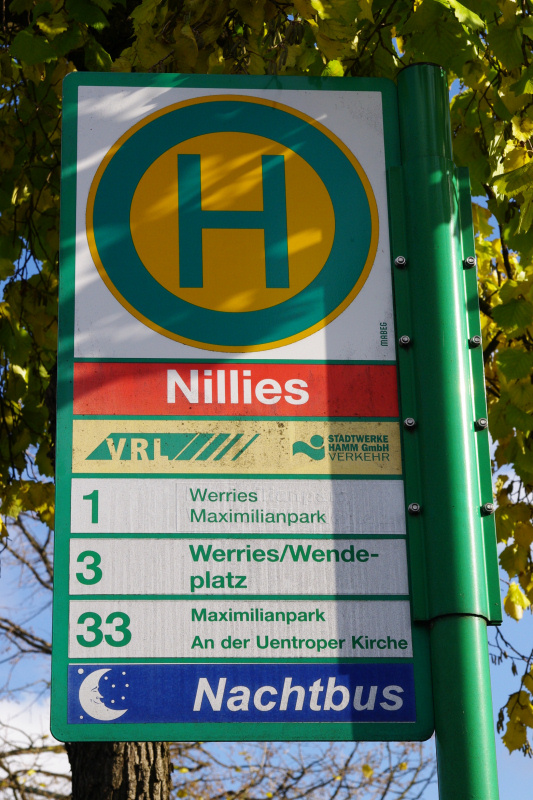 H
MABEG
Nillies
VRL
STADTWERKE
HAMM GmbH
VERKEHR
1 Werries
Maximilianpark
3 Werries/Wende-
platz
33 Maximilianpark
An der Uentroper Kirche
Nachtbus